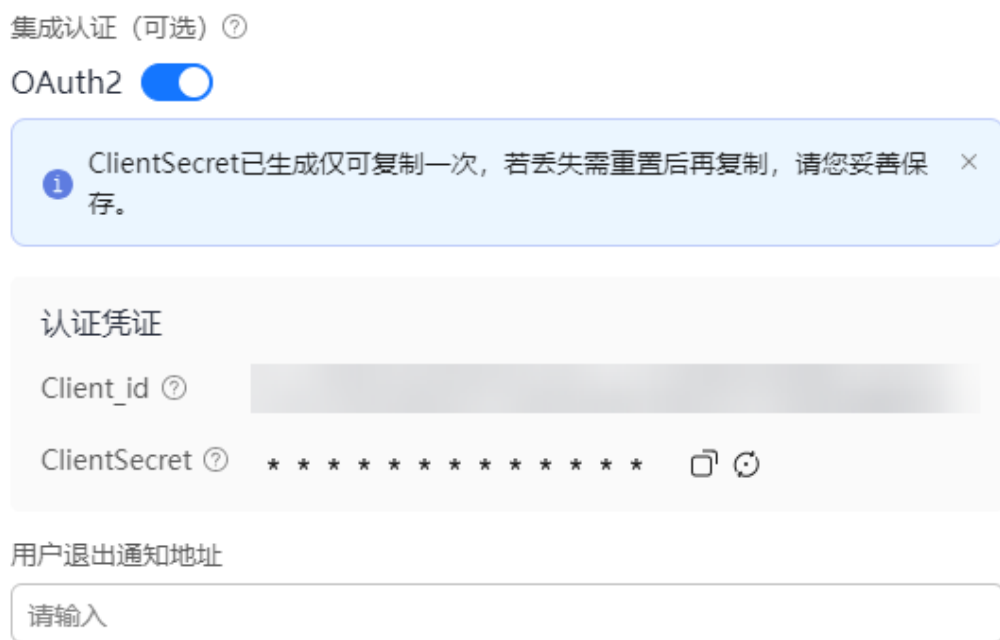 集成认证（可选）?
OAuth2
ClientSecret已生成仅可复制一次，若丢失需重置后再复制，请您妥善保
存。
认证凭证
Client_id ?
ClientSecret ? * * * * * * * * * * * * *
用户退出通知地址
请输入